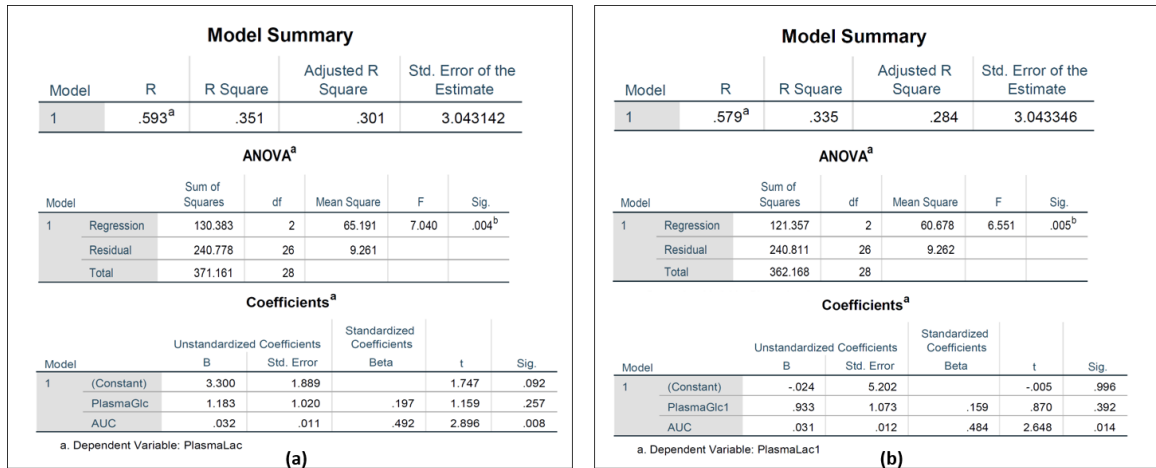 Model Summary
Model R R Square Adjusted R Square Std. Error of the Estimate
1 .593a .351 .301 3.043142
ANOVAa
Model Sum of Squares df Mean Square F Sig.
1 Regression 130.383 2 65.191 7.040 .004b
Residual 240.778 26 9.261
Total 371.161 28
Coefficientsa
Unstandardized Coefficients Standardized Coefficients
Model B Std. Error Beta t Sig.
1 (Constant) 3.300 1.889 1.747 .092
PlasmaGlc 1.183 1.020 .197 1.159 .257
AUC .032 .011 .492 2.896 .008
a. Dependent Variable: PlasmaLac
(a)
Model Summary
Model R R Square Adjusted R Square Std. Error of the Estimate
1 .579a .335 .284 3.043346
ANOVAa
Model Sum of Squares df Mean Square F Sig.
1 Regression 121.357 2 60.678 6.551 .005b
Residual 240.811 26 9.262
Total 362.168 28
Coefficientsa
Unstandardized Coefficients Standardized Coefficients
Model B Std. Error Beta t Sig.
1 (Constant) -.024 5.202 -.005 .996
PlasmaGlc1 .933 1.073 .159 .870 .392
AUC .031 .012 .484 2.648 .014
a. Dependent Variable: PlasmaLac1
(b)